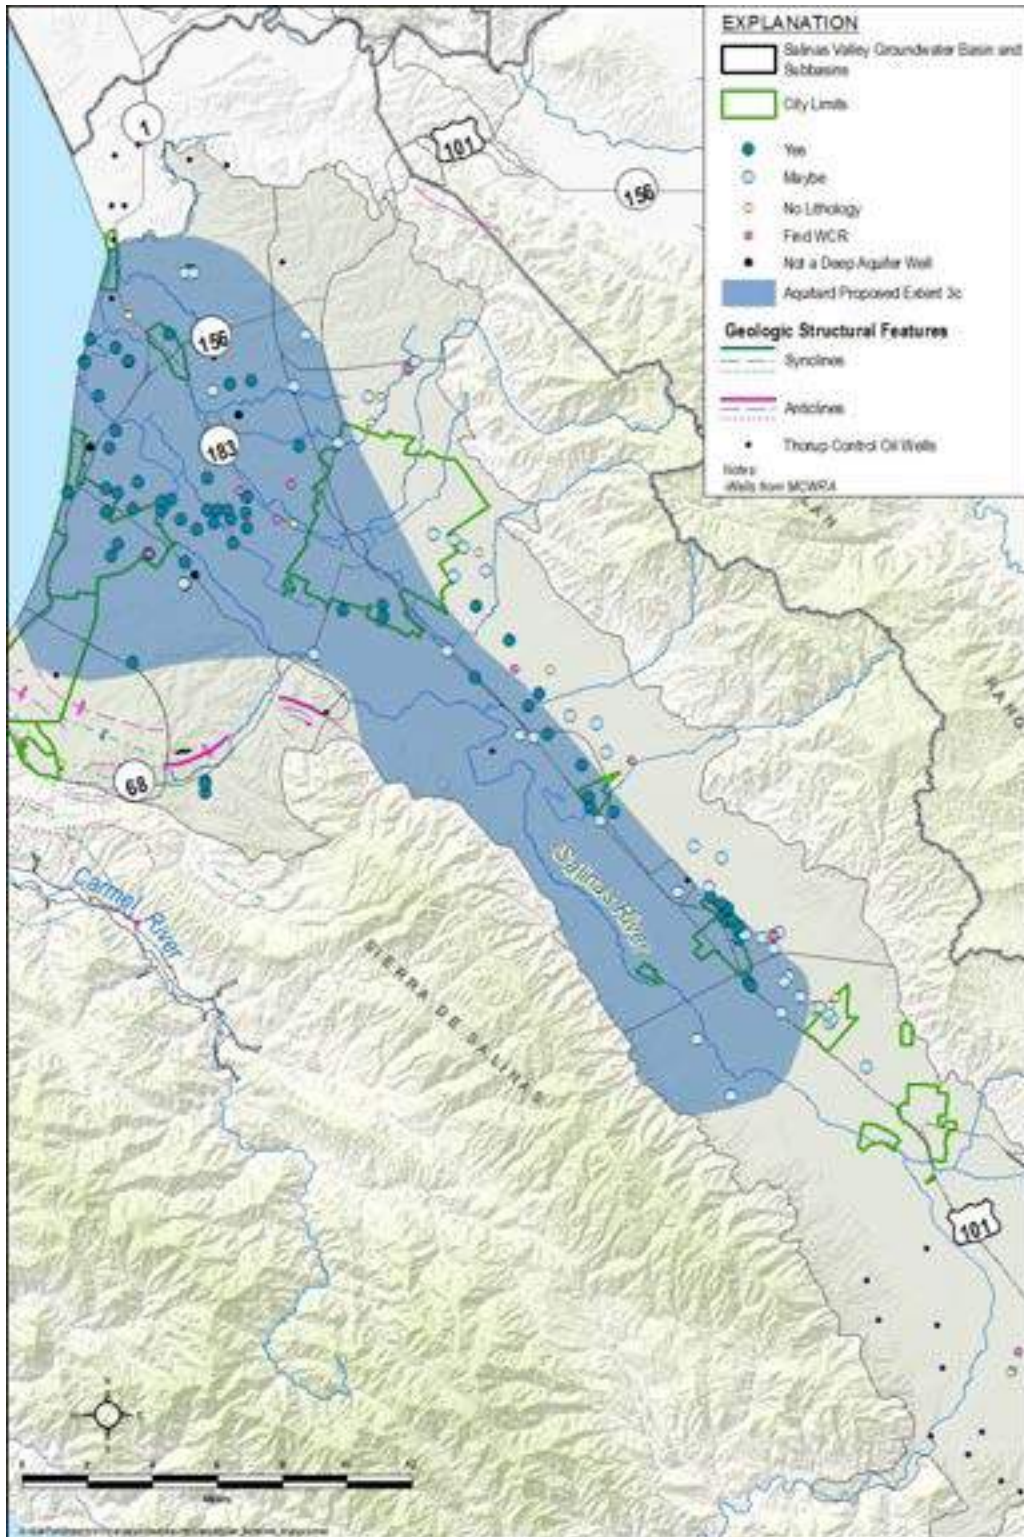 EXPLANATION
Salinas Valley Groundwater Basin and
Subbasins
City Limits
Yes
Maybe
No Lithology
Find WCR
Not a Deep Aquifer Well
Aquitard Proposed Extent 3c
Geologic Structural Features
Synclines
Anticlines
Thorup Control Oil Wells
Notes:
Wells from MCWRA
1
101
156
156
183
68
Carmel River
Salinas River
SIERRA DE SALINAS
LAN
RANG
101
Miles